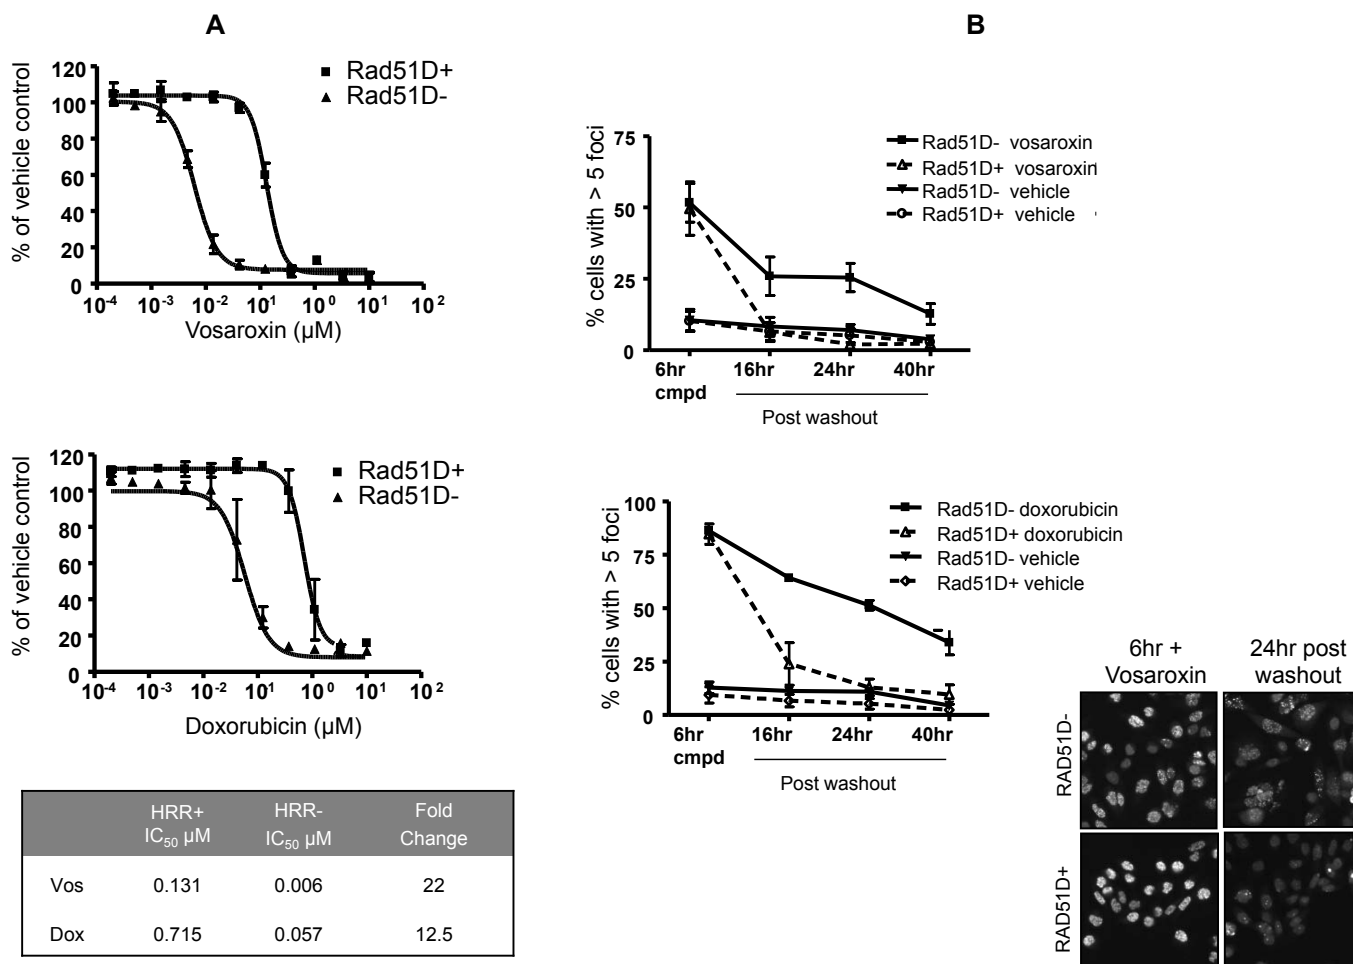 A
120
100
80
60
40
20
0
% of vehicle control
Rad51D+
Rad51D-
10-4 10-3 10-2 10-1 100 101 102
Vosaroxin (µM)
120
100
80
60
40
20
0
% of vehicle control
Rad51D+
Rad51D-
10-4 10-3 10-2 10-1 100 101 102
Doxorubicin (µM)
HRR+ IC50 µM HRR- IC50 µM Fold Change
Vos 0.131 0.006 22
Dox 0.715 0.057 12.5
B
75
50
25
0
% cells with > 5 foci
Rad51D- vosaroxin
Rad51D+ vosaroxin
Rad51D- vehicle
Rad51D+ vehicle
6hr 16hr 24hr 40hr
cmpd
Post washout
100
75
50
25
0
% cells with > 5 foci
Rad51D- doxorubicin
Rad51D+ doxorubicin
Rad51D- vehicle
Rad51D+ vehicle
6hr 16hr 24hr 40hr
cmpd
Post washout
6hr + 24hr post
Vosaroxin washout
RAD51D-
RAD51D+